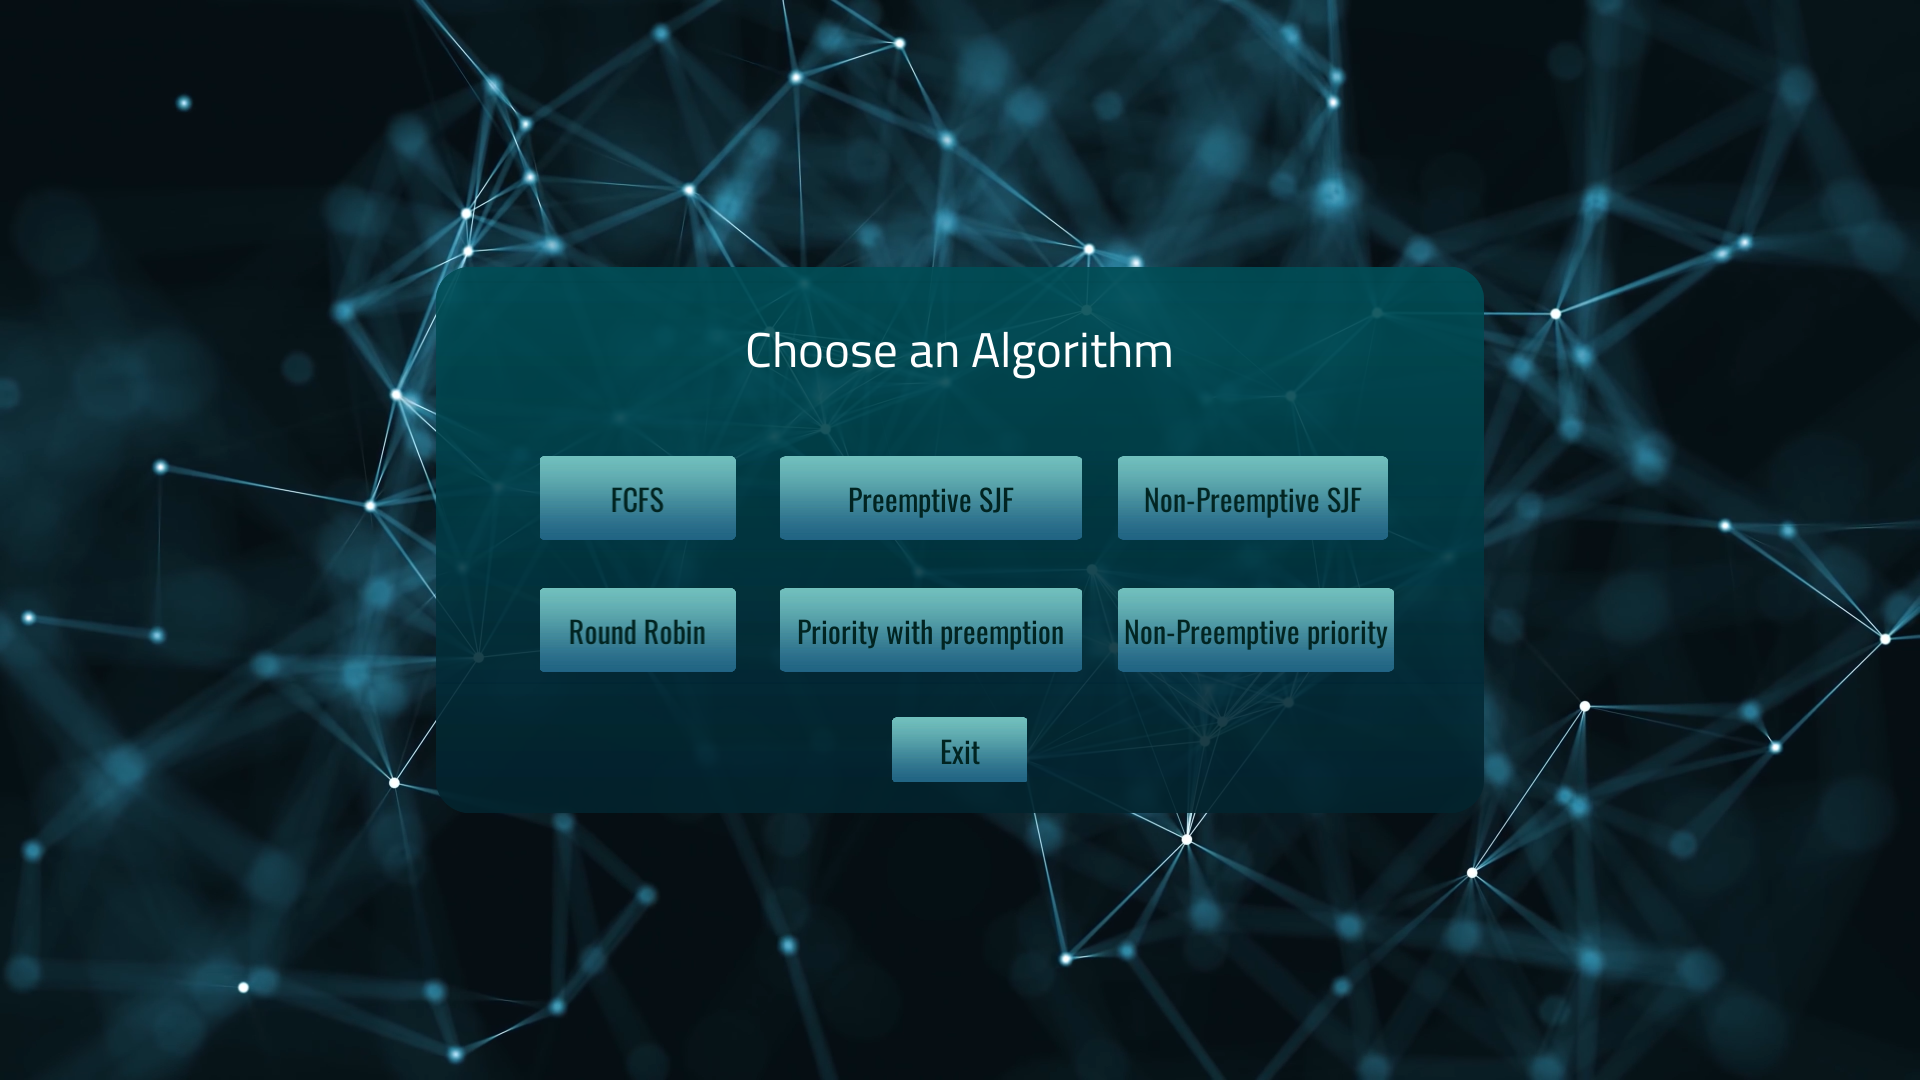 Choose an Algorithm
FCFS
Preemptive SJF
Non-Preemptive SJF
Round Robin
Priority with preemption
Non-Preemptive priority
Exit